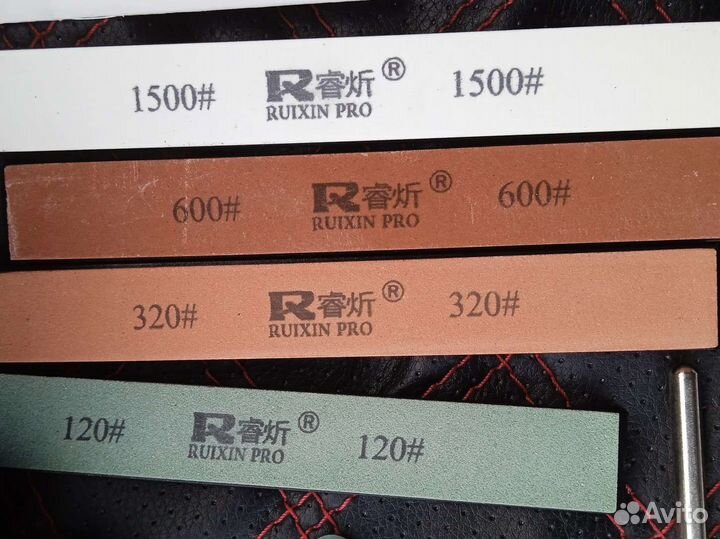 1500# R睿炘® 1500#
RUIXIN PRO
600# R睿炘® 600#
RUIXIN PRO
320# R睿炘® 320#
RUIXIN PRO
120# R睿炘® 120#
RUIXIN PRO
Avito